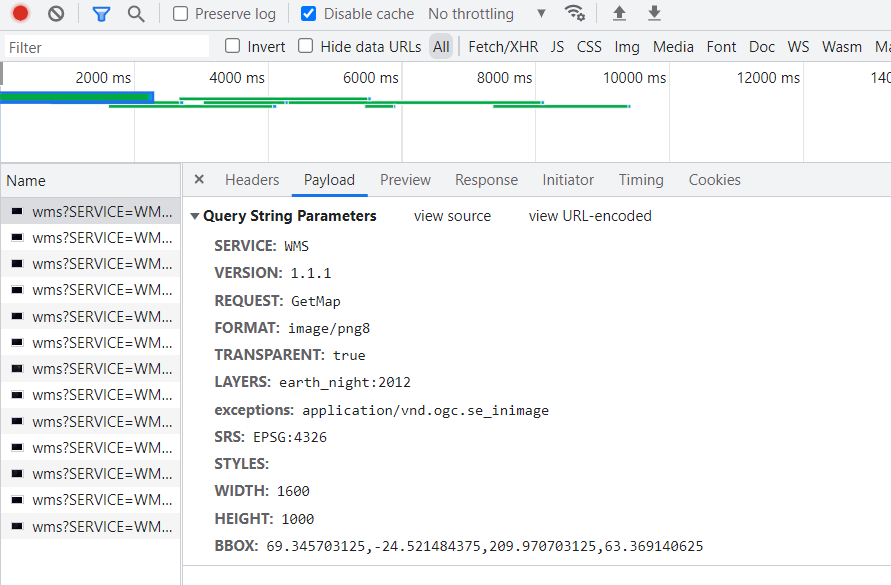 Preserve log Disable cache No throttling
Filter Invert Hide data URLs All Fetch/XHR JS CSS Img Media Font Doc WS Wasm
2000 ms 4000 ms 6000 ms 8000 ms 10000 ms 12000 ms
Name Headers Payload Preview Response Initiator Timing Cookies
wms?SERVICE=WM... Query String Parameters view source view URL-encoded
wms?SERVICE=WM... SERVICE: WMS
wms?SERVICE=WM... VERSION: 1.1.1
wms?SERVICE=WM... REQUEST: GetMap
wms?SERVICE=WM... FORMAT: image/png8
wms?SERVICE=WM... TRANSPARENT: true
wms?SERVICE=WM... LAYERS: earth_night:2012
wms?SERVICE=WM... exceptions: application/vnd.ogc.se_inimage
wms?SERVICE=WM... SRS: EPSG:4326
wms?SERVICE=WM... STYLES:
wms?SERVICE=WM... WIDTH: 1600
wms?SERVICE=WM... HEIGHT: 1000
wms?SERVICE=WM... BBOX: 69.345703125,-24.521484375,209.970703125,63.369140625